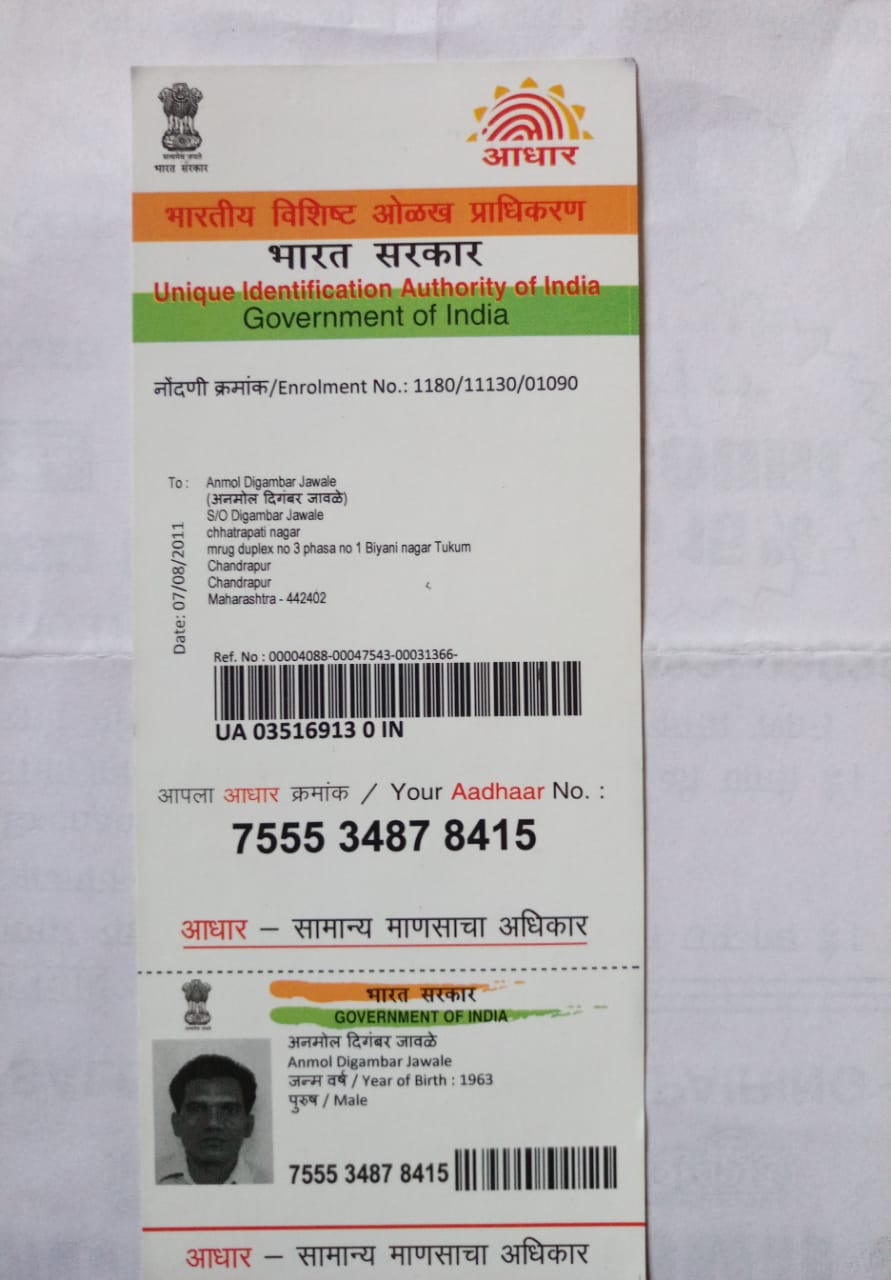 सत्यमेव जयते
भारत सरकार
आधार
भारतीय विशिष्ट ओळख प्राधिकरण
भारत सरकार
Unique Identification Authority of India
Government of India
नोंदणी क्रमांक/Enrolment No.: 1180/11130/01090
To: Anmol Digambar Jawale
(अनमोल दिगंबर जावळे)
S/O Digambar Jawale
chhatrapati nagar
mrug duplex no 3 phasa no 1 Biyani nagar Tukum
Chandrapur
Chandrapur
Maharashtra - 442402
Date: 07/08/2011
Ref. No : 00004088-00047543-00031366-
UA 03516913 0 IN
आपला आधार क्रमांक / Your Aadhaar No. :
7555 3487 8415
आधार – सामान्य माणसाचा अधिकार
भारत सरकार
GOVERNMENT OF INDIA
अनमोल दिगंबर जावळे
Anmol Digambar Jawale
जन्म वर्ष / Year of Birth : 1963
पुरुष / Male
7555 3487 8415
आधार – सामान्य माणसाचा अधिकार